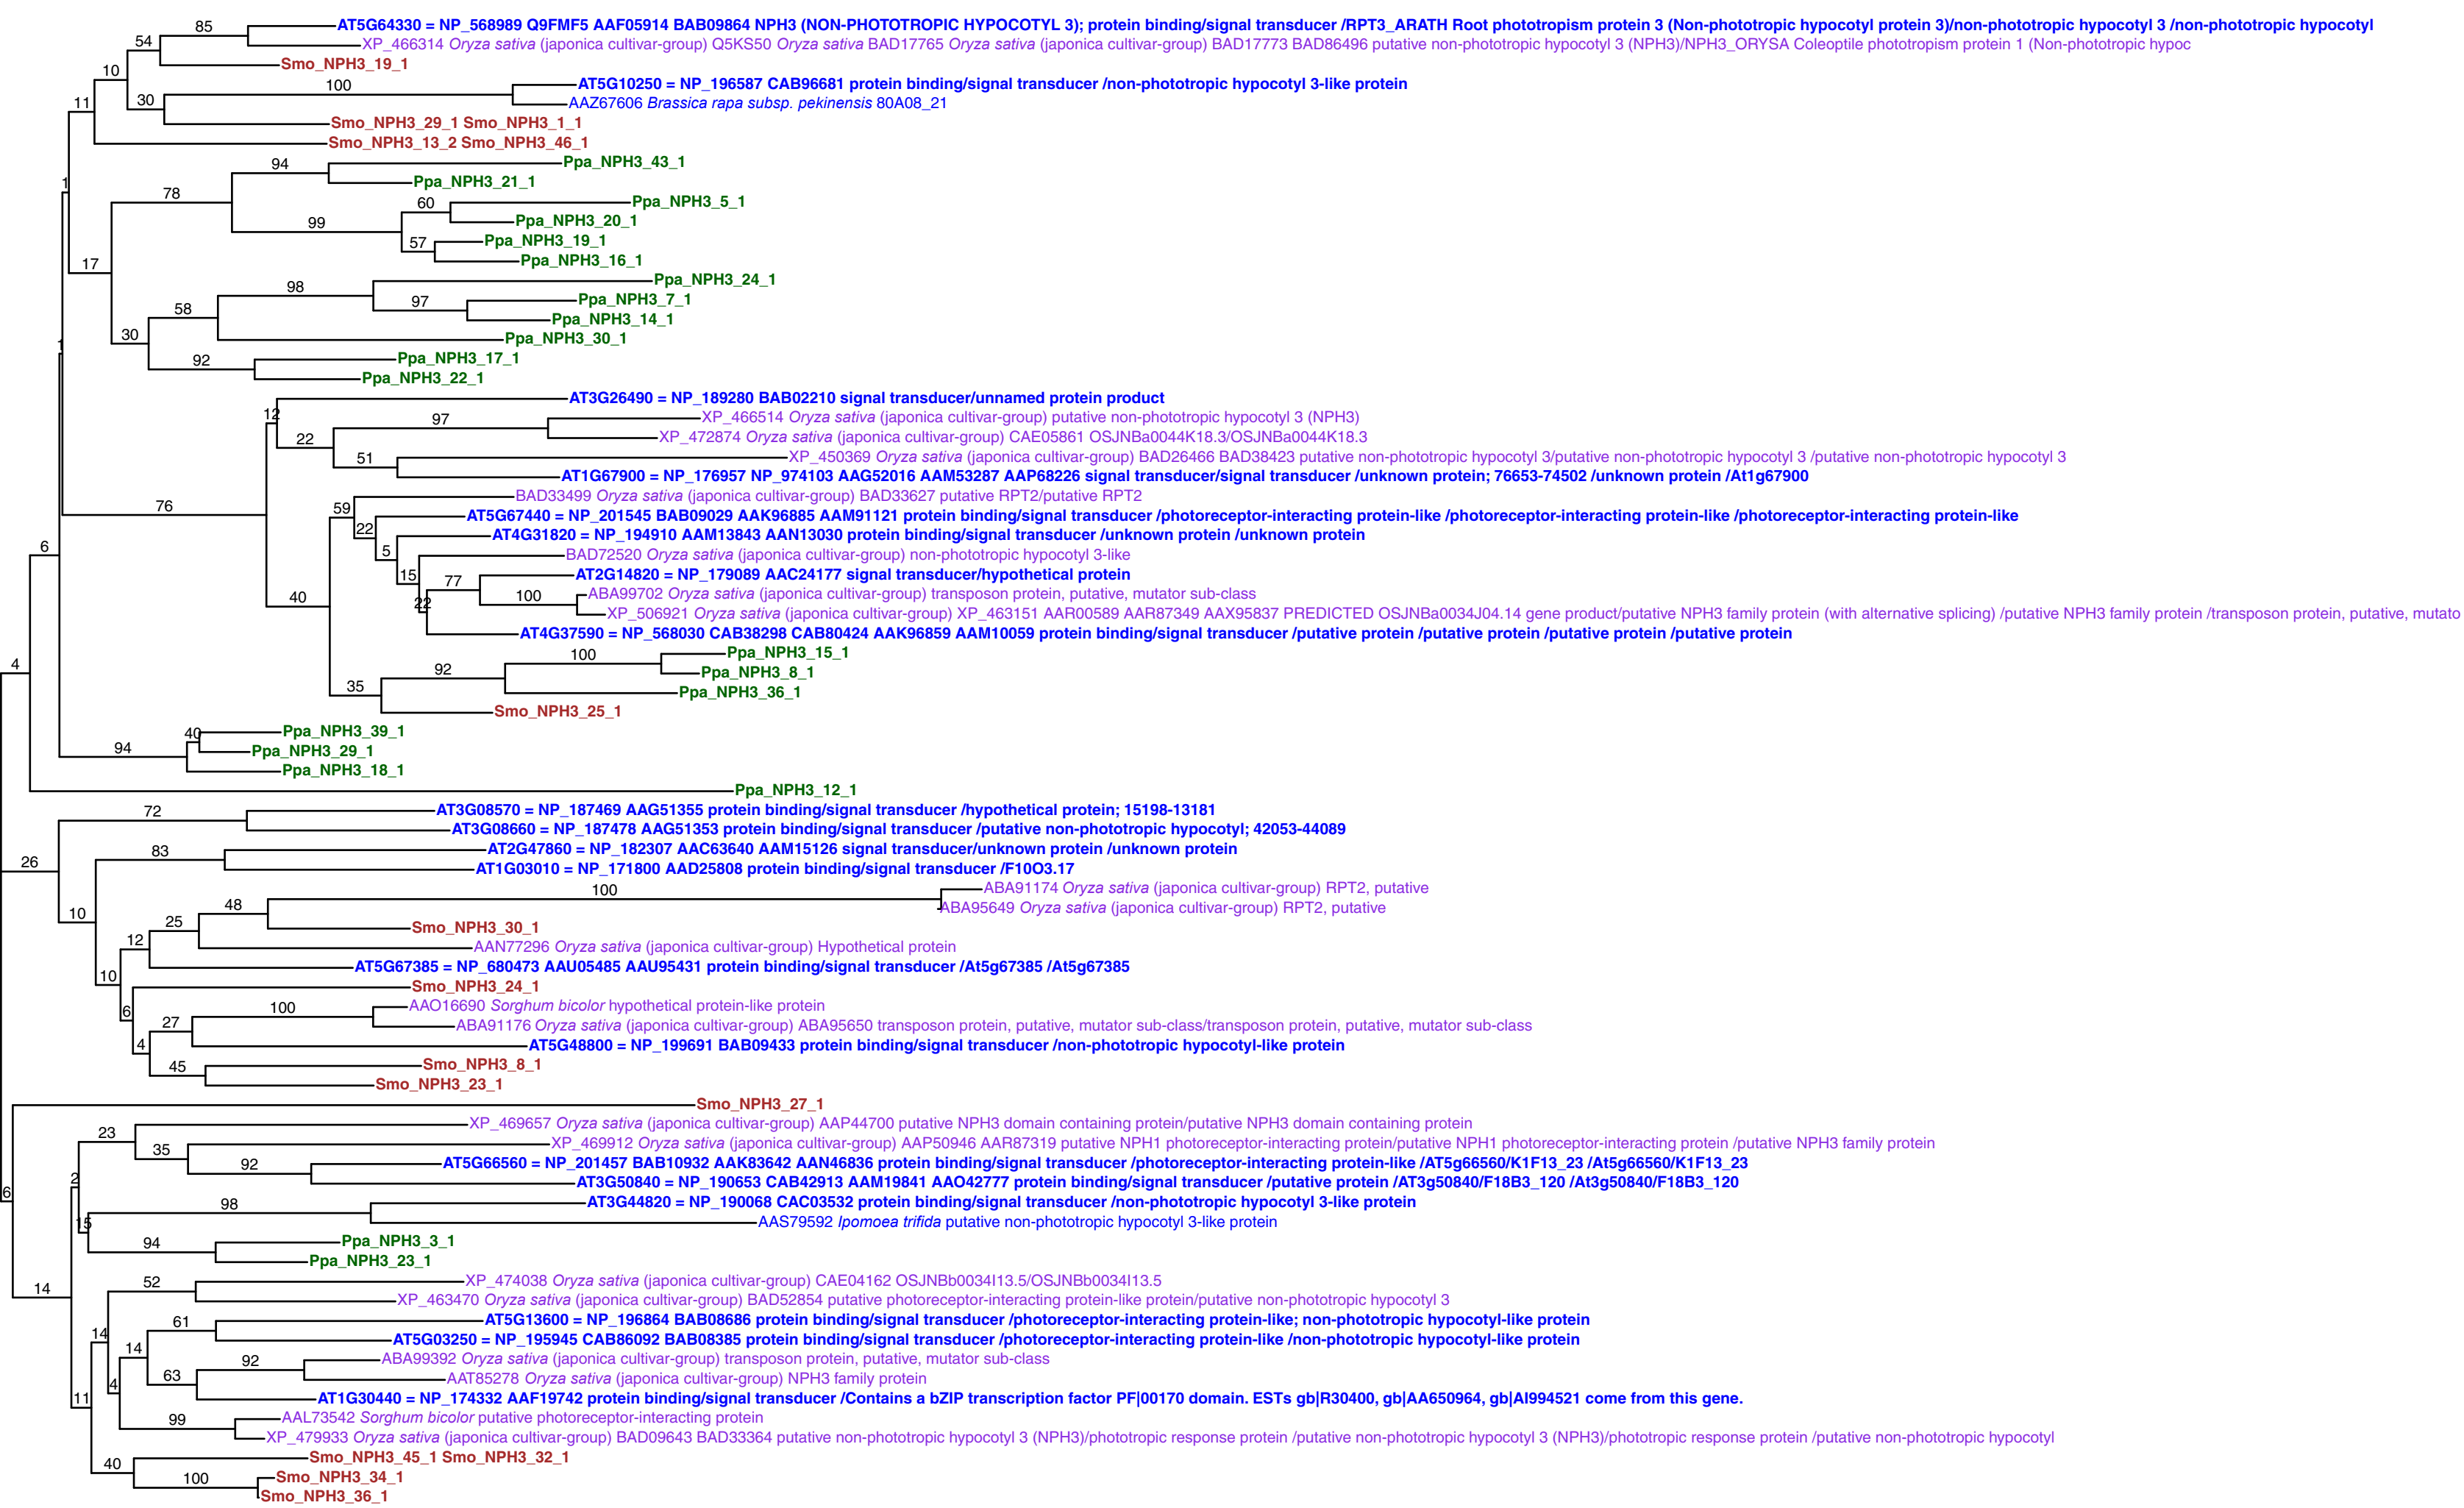 85
AT5G64330 = NP_568989 Q9FMF5 AAF05914 BAB09864 NPH3 (NON-PHOTOTROPIC HYPOCOTYL 3); protein binding/signal transducer /RPT3_ARATH Root phototropism protein 3 (Non-phototropic hypocotyl protein 3)/non-phototropic hypocotyl 3 /non-phototropic hypocotyl
54
XP_466314 Oryza sativa (japonica cultivar-group) Q5KS50 Oryza sativa BAD17765 Oryza sativa (japonica cultivar-group) BAD17773 BAD86496 putative non-phototropic hypocotyl 3 (NPH3)/NPH3_ORYSA Coleoptile phototropism protein 1 (Non-phototropic hypoc
10
Smo_NPH3_19_1
100
AT5G10250 = NP_196587 CAB96681 protein binding/signal transducer /non-phototropic hypocotyl 3-like protein
11
30
AAZ67606 Brassica rapa subsp. pekinensis 80A08_21
Smo_NPH3_29_1 Smo_NPH3_1_1
Smo_NPH3_13_2 Smo_NPH3_46_1
94
Ppa_NPH3_43_1
1
78
Ppa_NPH3_21_1
60
Ppa_NPH3_5_1
99
Ppa_NPH3_20_1
57
Ppa_NPH3_19_1
17
Ppa_NPH3_16_1
98
Ppa_NPH3_24_1
97
Ppa_NPH3_7_1
58
Ppa_NPH3_14_1
30
Ppa_NPH3_30_1
1
92
Ppa_NPH3_17_1
Ppa_NPH3_22_1
AT3G26490 = NP_189280 BAB02210 signal transducer/unnamed protein product
12
97
XP_466514 Oryza sativa (japonica cultivar-group) putative non-phototropic hypocotyl 3 (NPH3)
22
XP_472874 Oryza sativa (japonica cultivar-group) CAE05861 OSJNBa0044K18.3/OSJNBa0044K18.3
51
XP_450369 Oryza sativa (japonica cultivar-group) BAD26466 BAD38423 putative non-phototropic hypocotyl 3/putative non-phototropic hypocotyl 3 /putative non-phototropic hypocotyl 3
AT1G67900 = NP_176957 NP_974103 AAG52016 AAM53287 AAP68226 signal transducer/signal transducer /unknown protein; 76653-74502 /unknown protein /At1g67900
76
59
BAD33499 Oryza sativa (japonica cultivar-group) BAD33627 putative RPT2/putative RPT2
22
AT5G67440 = NP_201545 BAB09029 AAK96885 AAM91121 protein binding/signal transducer /photoreceptor-interacting protein-like /photoreceptor-interacting protein-like /photoreceptor-interacting protein-like
5
AT4G31820 = NP_194910 AAM13843 AAN13030 protein binding/signal transducer /unknown protein /unknown protein
6
BAD72520 Oryza sativa (japonica cultivar-group) non-phototropic hypocotyl 3-like
15
77
AT2G14820 = NP_179089 AAC24177 signal transducer/hypothetical protein
40
22
100
ABA99702 Oryza sativa (japonica cultivar-group) transposon protein, putative, mutator sub-class
XP_506921 Oryza sativa (japonica cultivar-group) XP_463151 AAR00589 AAR87349 AAX95837 PREDICTED OSJNBa0034J04.14 gene product/putative NPH3 family protein (with alternative splicing) /putative NPH3 family protein /transposon protein, putative, mutato
AT4G37590 = NP_568030 CAB38298 CAB80424 AAK96859 AAM10059 protein binding/signal transducer /putative protein /putative protein /putative protein /putative protein
4
100
Ppa_NPH3_15_1
92
Ppa_NPH3_8_1
35
Ppa_NPH3_36_1
Smo_NPH3_25_1
94
40
Ppa_NPH3_39_1
Ppa_NPH3_29_1
Ppa_NPH3_18_1
Ppa_NPH3_12_1
72
AT3G08570 = NP_187469 AAG51355 protein binding/signal transducer /hypothetical protein; 15198-13181
AT3G08660 = NP_187478 AAG51353 protein binding/signal transducer /putative non-phototropic hypocotyl; 42053-44089
26
83
AT2G47860 = NP_182307 AAC63640 AAM15126 signal transducer/unknown protein /unknown protein
AT1G03010 = NP_171800 AAD25808 protein binding/signal transducer /F10O3.17
100
ABA91174 Oryza sativa (japonica cultivar-group) RPT2, putative
10
48
ABA95649 Oryza sativa (japonica cultivar-group) RPT2, putative
25
Smo_NPH3_30_1
12
AAN77296 Oryza sativa (japonica cultivar-group) Hypothetical protein
10
AT5G67385 = NP_680473 AAU05485 AAU95431 protein binding/signal transducer /At5g67385 /At5g67385
Smo_NPH3_24_1
6
100
AAO16690 Sorghum bicolor hypothetical protein-like protein
27
ABA91176 Oryza sativa (japonica cultivar-group) ABA95650 transposon protein, putative, mutator sub-class/transposon protein, putative, mutator sub-class
4
AT5G48800 = NP_199691 BAB09433 protein binding/signal transducer /non-phototropic hypocotyl-like protein
45
Smo_NPH3_8_1
Smo_NPH3_23_1
Smo_NPH3_27_1
23
XP_469657 Oryza sativa (japonica cultivar-group) AAP44700 putative NPH3 domain containing protein/putative NPH3 domain containing protein
35
XP_469912 Oryza sativa (japonica cultivar-group) AAP50946 AAR87319 putative NPH1 photoreceptor-interacting protein/putative NPH1 photoreceptor-interacting protein /putative NPH3 family protein
92
AT5G66560 = NP_201457 BAB10932 AAK83642 AAN46836 protein binding/signal transducer /photoreceptor-interacting protein-like /AT5g66560/K1F13_23 /At5g66560/K1F13_23
6
2
AT3G50840 = NP_190653 CAB42913 AAM19841 AAO42777 protein binding/signal transducer /putative protein /AT3g50840/F18B3_120 /At3g50840/F18B3_120
98
AT3G44820 = NP_190068 CAC03532 protein binding/signal transducer /non-phototropic hypocotyl 3-like protein
15
AAS79592 Ipomoea trifida putative non-phototropic hypocotyl 3-like protein
94
Ppa_NPH3_3_1
Ppa_NPH3_23_1
14
52
XP_474038 Oryza sativa (japonica cultivar-group) CAE04162 OSJNBb0034I13.5/OSJNBb0034I13.5
XP_463470 Oryza sativa (japonica cultivar-group) BAD52854 putative photoreceptor-interacting protein-like protein/putative non-phototropic hypocotyl 3
14
61
AT5G13600 = NP_196864 BAB08686 protein binding/signal transducer /photoreceptor-interacting protein-like; non-phototropic hypocotyl-like protein
14
AT5G03250 = NP_195945 CAB86092 BAB08385 protein binding/signal transducer /photoreceptor-interacting protein-like /non-phototropic hypocotyl-like protein
92
ABA99392 Oryza sativa (japonica cultivar-group) transposon protein, putative, mutator sub-class
4
63
AAT85278 Oryza sativa (japonica cultivar-group) NPH3 family protein
11
AT1G30440 = NP_174332 AAF19742 protein binding/signal transducer /Contains a bZIP transcription factor PF|00170 domain. ESTs gb|R30400, gb|AA650964, gb|AI994521 come from this gene.
99
AAL73542 Sorghum bicolor putative photoreceptor-interacting protein
XP_479933 Oryza sativa (japonica cultivar-group) BAD09643 BAD33364 putative non-phototropic hypocotyl 3 (NPH3)/phototropic response protein /putative non-phototropic hypocotyl 3 (NPH3)/phototropic response protein /putative non-phototropic hypocotyl
40
Smo_NPH3_45_1 Smo_NPH3_32_1
100
Smo_NPH3_34_1
Smo_NPH3_36_1